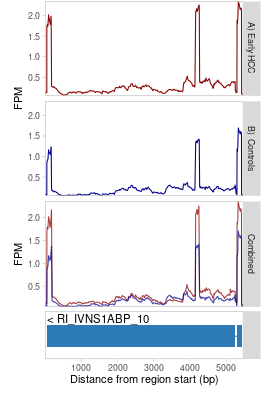 2.0
1.5
1.0
0.5
FPM
A) Early HCC
2.0
1.5
1.0
0.5
B) Controls
2.0
1.5
1.0
0.5
FPM
Combined
< RI_IVNS1ABP_10
1000 2000 3000 4000 5000
Distance from region start (bp)